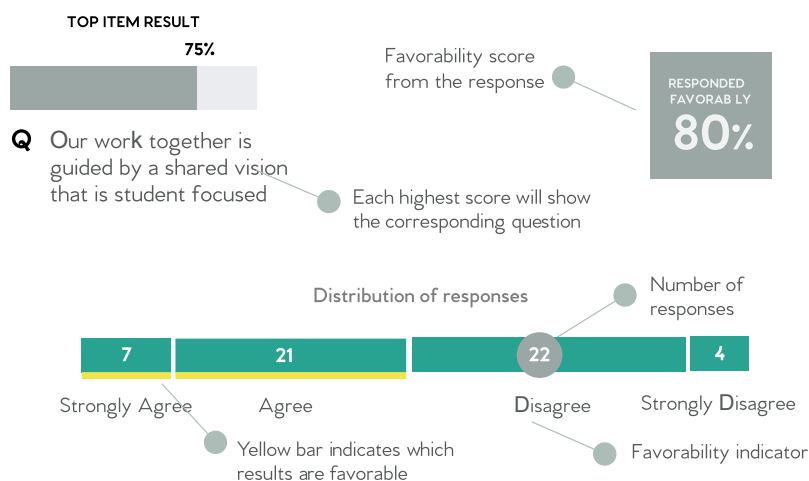 TOP ITEM RESULT
75%
Favorability score
from the response
RESPONDED
FAVORAB LY
80%
Q Our work together is
guided by a shared vision
that is student focused
Each highest score will show
the corresponding question
Distribution of responses
Number of
responses
7 21 22 4
Strongly Agree Agree Disagree Strongly Disagree
Yellow bar indicates which
results are favorable
Favorability indicator